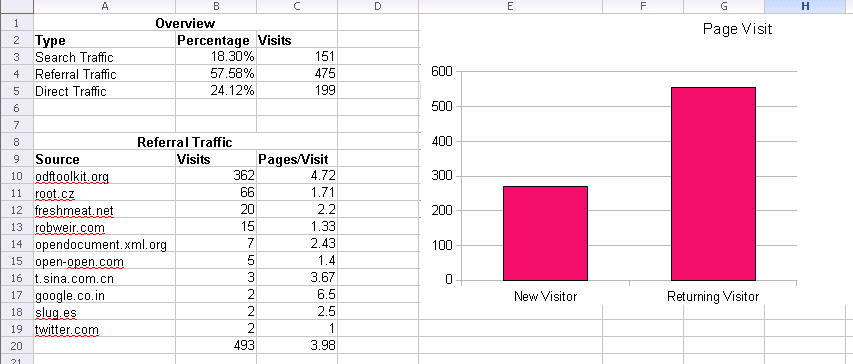 A B C D E F G H
1 Overview
2 Type Percentage Visits
3 Search Traffic 18.30% 151
4 Referral Traffic 57.58% 475
5 Direct Traffic 24.12% 199
6
7
8 Referral Traffic
9 Source Visits Pages/Visit
10 odftoolkit.org 362 4.72
11 root.cz 66 1.71
12 freshmeat.net 20 2.2
13 robweir.com 15 1.33
14 opendocument.xml.org 7 2.43
15 open-open.com 5 1.4
16 t.sina.com.cn 3 3.67
17 google.co.in 2 6.5
18 slug.es 2 2.5
19 twitter.com 2 1
20 493 3.98
21
Page Visit
600
500
400
300
200
100
0
New Visitor Returning Visitor